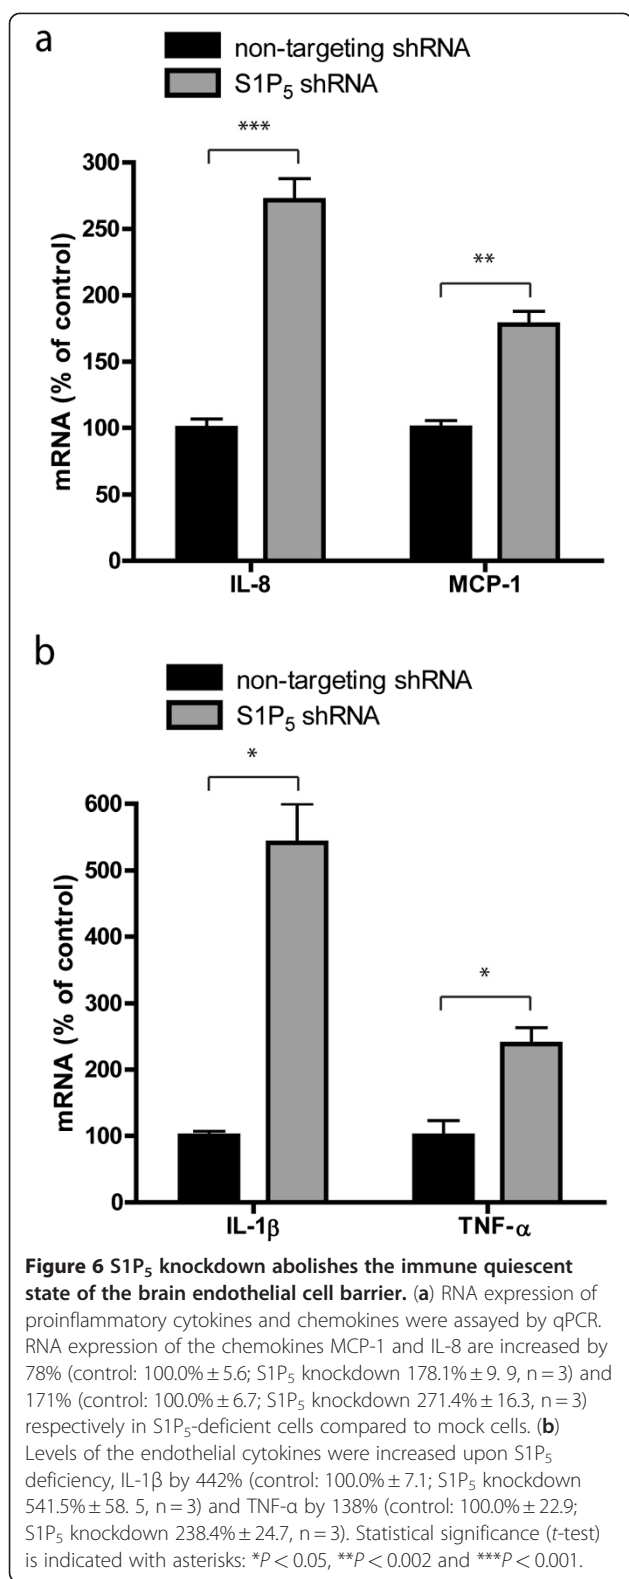 a
non-targeting shRNA
S1P5 shRNA
***
**
300
250
200
150
100
50
0
mRNA (% of control)
IL-8 MCP-1
b
non-targeting shRNA
S1P5 shRNA
*
*
600
500
400
300
200
100
0
mRNA (% of control)
IL-1β TNF-α
Figure 6 S1P5 knockdown abolishes the immune quiescent
state of the brain endothelial cell barrier. (a) RNA expression of
proinflammatory cytokines and chemokines were assayed by qPCR.
RNA expression of the chemokines MCP-1 and IL-8 are increased by
78% (control: 100.0% ± 5.6; S1P5 knockdown 178.1% ± 9. 9, n = 3) and
171% (control: 100.0% ± 6.7; S1P5 knockdown 271.4% ± 16.3, n = 3)
respectively in S1P5-deficient cells compared to mock cells. (b)
Levels of the endothelial cytokines were increased upon S1P5
deficiency, IL-1β by 442% (control: 100.0% ± 7.1; S1P5 knockdown
541.5% ± 58. 5, n = 3) and TNF-α by 138% (control: 100.0% ± 22.9;
S1P5 knockdown 238.4% ± 24.7, n = 3). Statistical significance (t-test)
is indicated with asterisks: *P < 0.05, **P < 0.002 and ***P < 0.001.